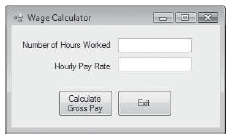 Wage Calculator
Number of Hours Worked
Hourly Pay Rate
Calculate
Gross Pay
Exit